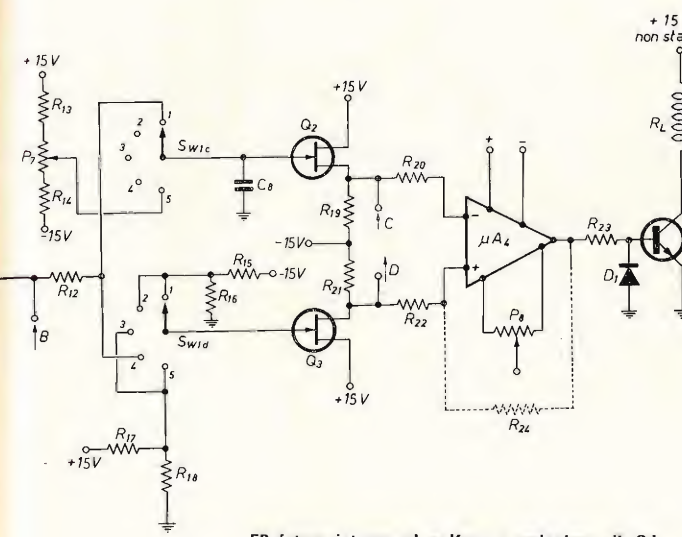 + 15
non sta
+ 15V
R13
P7
R14
-15V
2
1
3
4
5
Sw1c
C8
Q2
+15V
R19
-15V
R21
C
D
R20
R22
-
+
μA4
+
-
P8
R24
R23
D1
RL
B
R12
2
1
3
4
5
R15
-15V
R16
Sw1d
Q3
+15V
R17
+15V
R18